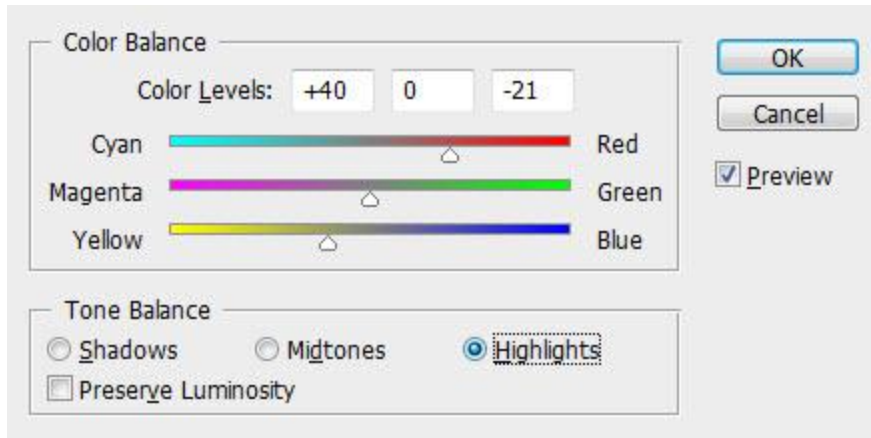 Color Balance
OK
Color Levels: +40 0 -21
Cancel
Cyan Red
Preview
Magenta Green
Yellow Blue
Tone Balance
Shadows Midtones Highlights
Preserve Luminosity